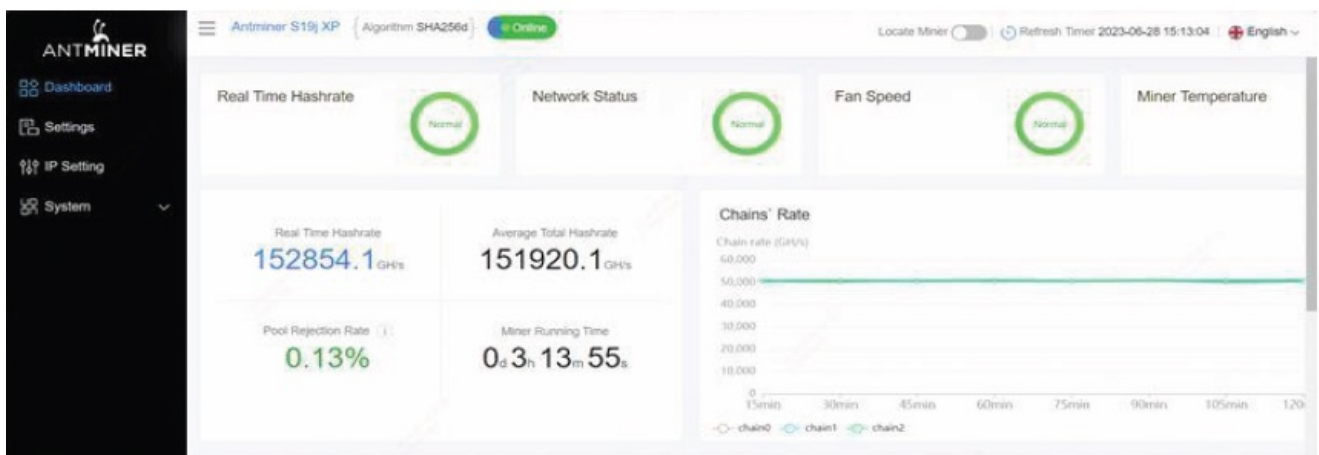 ANTMINER
Dashboard
Settings
IP Setting
System
Antminer S19j XP
Algorithm SHA256d
Online
Locate Miner
Refresh Timer 2023-06-28 15:13:04
English
Real Time Hashrate
Normal
Network Status
Normal
Fan Speed
Normal
Miner Temperature
Real Time Hashrate
152854.1 GH/s
Average Total Hashrate
151920.1 GH/s
Pool Rejection Rate i
0.13%
Miner Running Time
0d 3h 13m 55s
Chains` Rate
Chain rate (GH/s)
60,000
50,000
40,000
30,000
20,000
10,000
0
15min 30min 45min 60min 75min 90min 105min 120
chain0 chain1 chain2